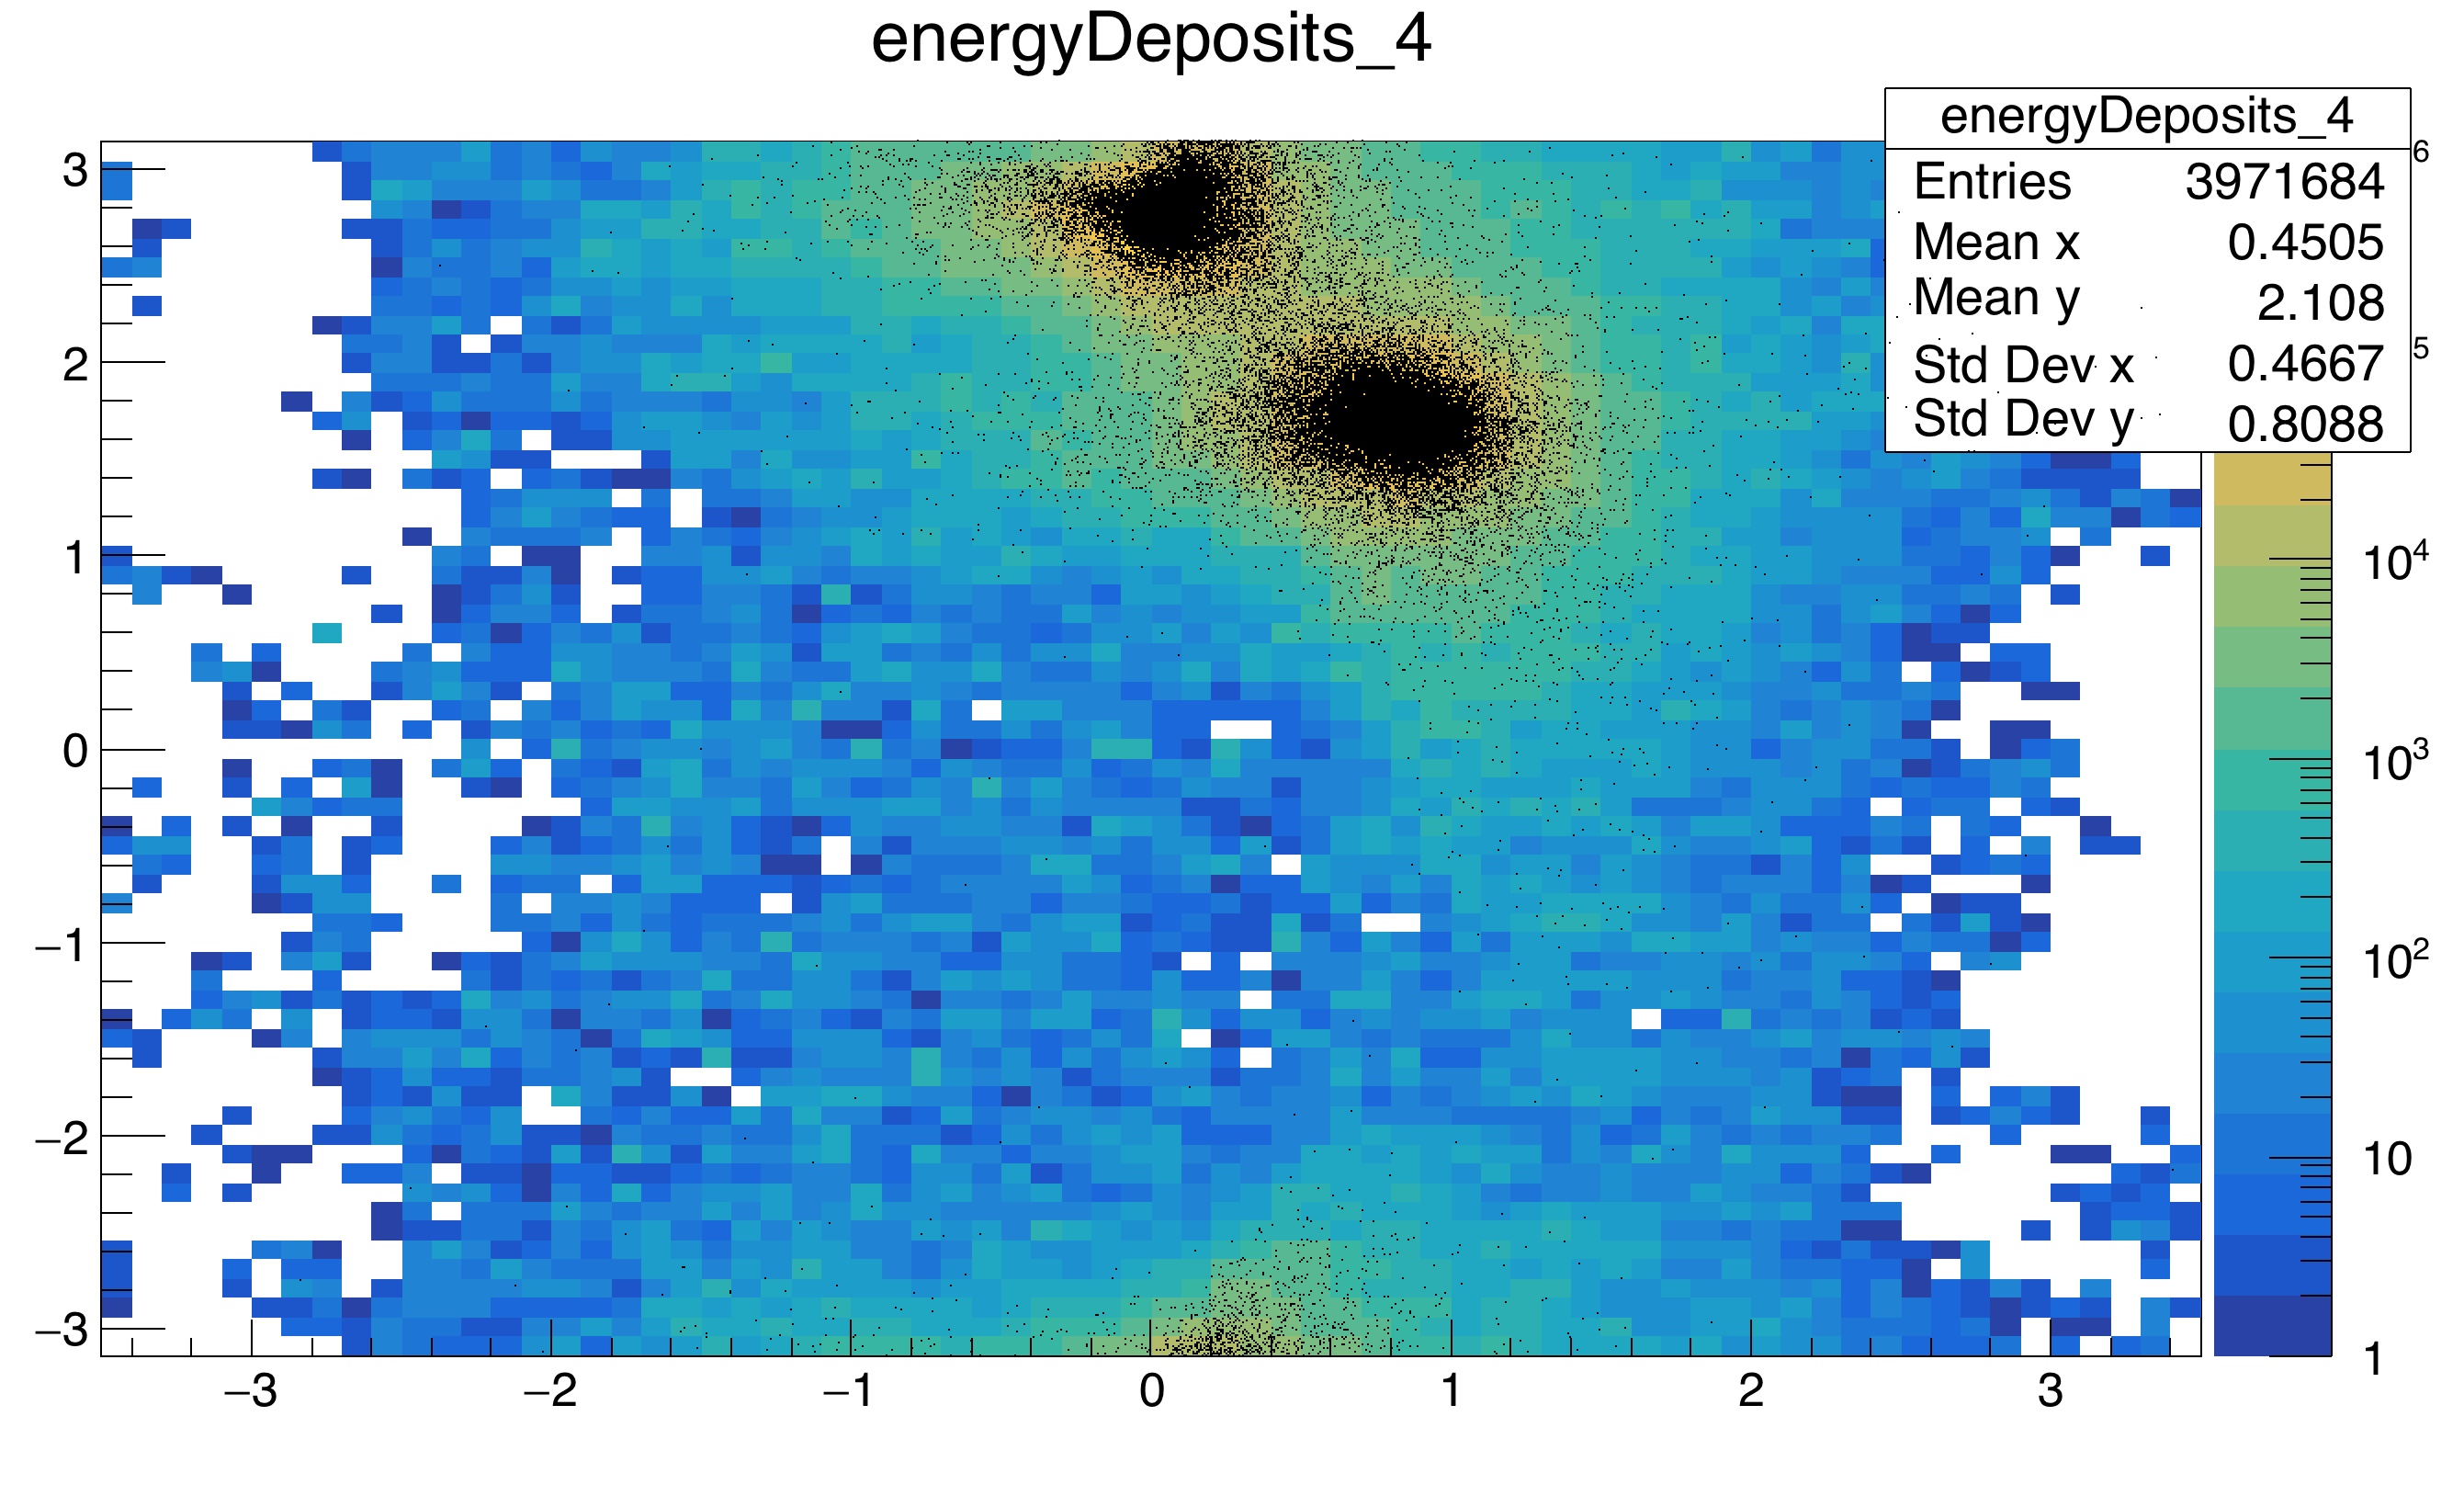 energyDeposits_4
energyDeposits_4
Entries 3971684
Mean x 0.4505
Mean y 2.108
Std Dev x 0.4667
Std Dev y 0.8088
6
5
10^4
10^3
10^2
10
1
3
2
1
0
−1
−2
−3
−3 −2 −1 0 1 2 3